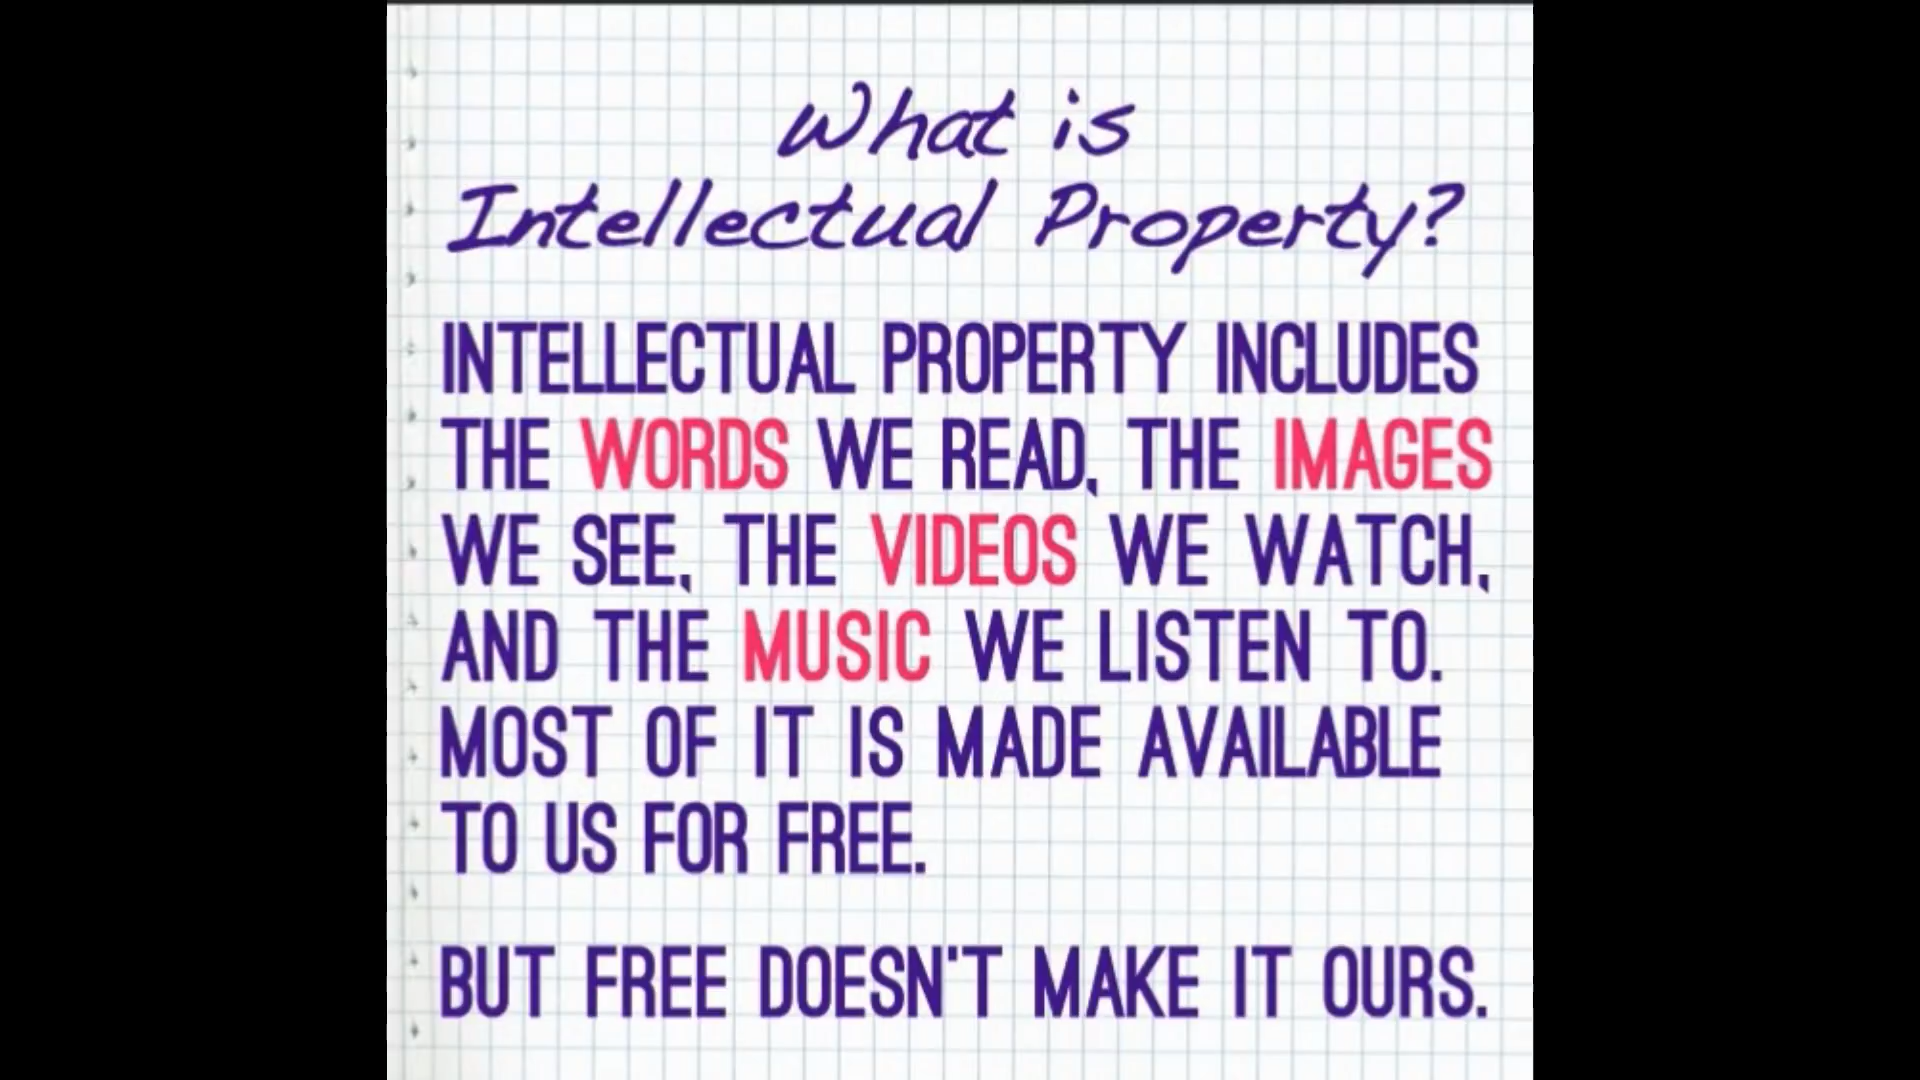 What is
Intellectual Property?
INTELLECTUAL PROPERTY INCLUDES
THE WORDS WE READ, THE IMAGES
WE SEE, THE VIDEOS WE WATCH,
AND THE MUSIC WE LISTEN TO.
MOST OF IT IS MADE AVAILABLE
TO US FOR FREE.
BUT FREE DOESN'T MAKE IT OURS.